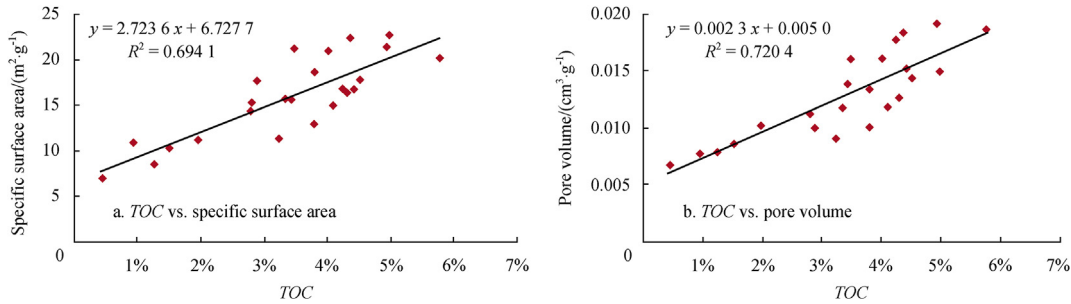 25
20
15
10
5
0
Specific surface area/(m²·g⁻¹)
y = 2.723 6 x + 6.727 7
R² = 0.694 1
a. TOC vs. specific surface area
1% 2% 3% 4% 5% 6% 7%
TOC
0.020
0.015
0.010
0.005
0
Pore volume/(cm³·g⁻¹)
y = 0.002 3 x + 0.005 0
R² = 0.720 4
b. TOC vs. pore volume
1% 2% 3% 4% 5% 6% 7%
TOC